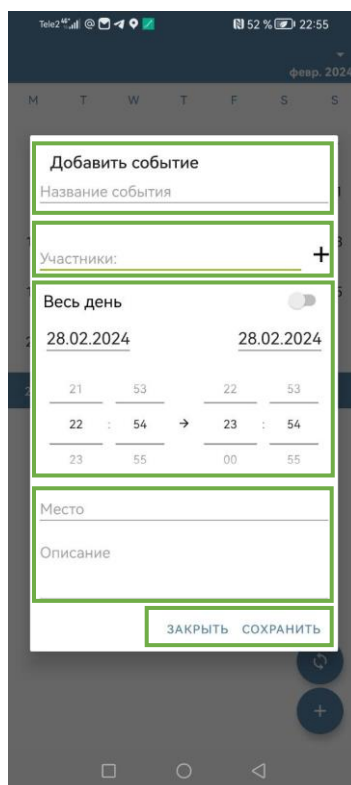 Tele2 4G @ 52 % 22:55
февр. 2024
M T W T F S S
Добавить событие
Название события
Участники: +
Весь день
28.02.2024 28.02.2024
21 53 22 53
22 : 54 → 23 : 54
23 55 00 55
Место
Описание
ЗАКРЫТЬ СОХРАНИТЬ
+